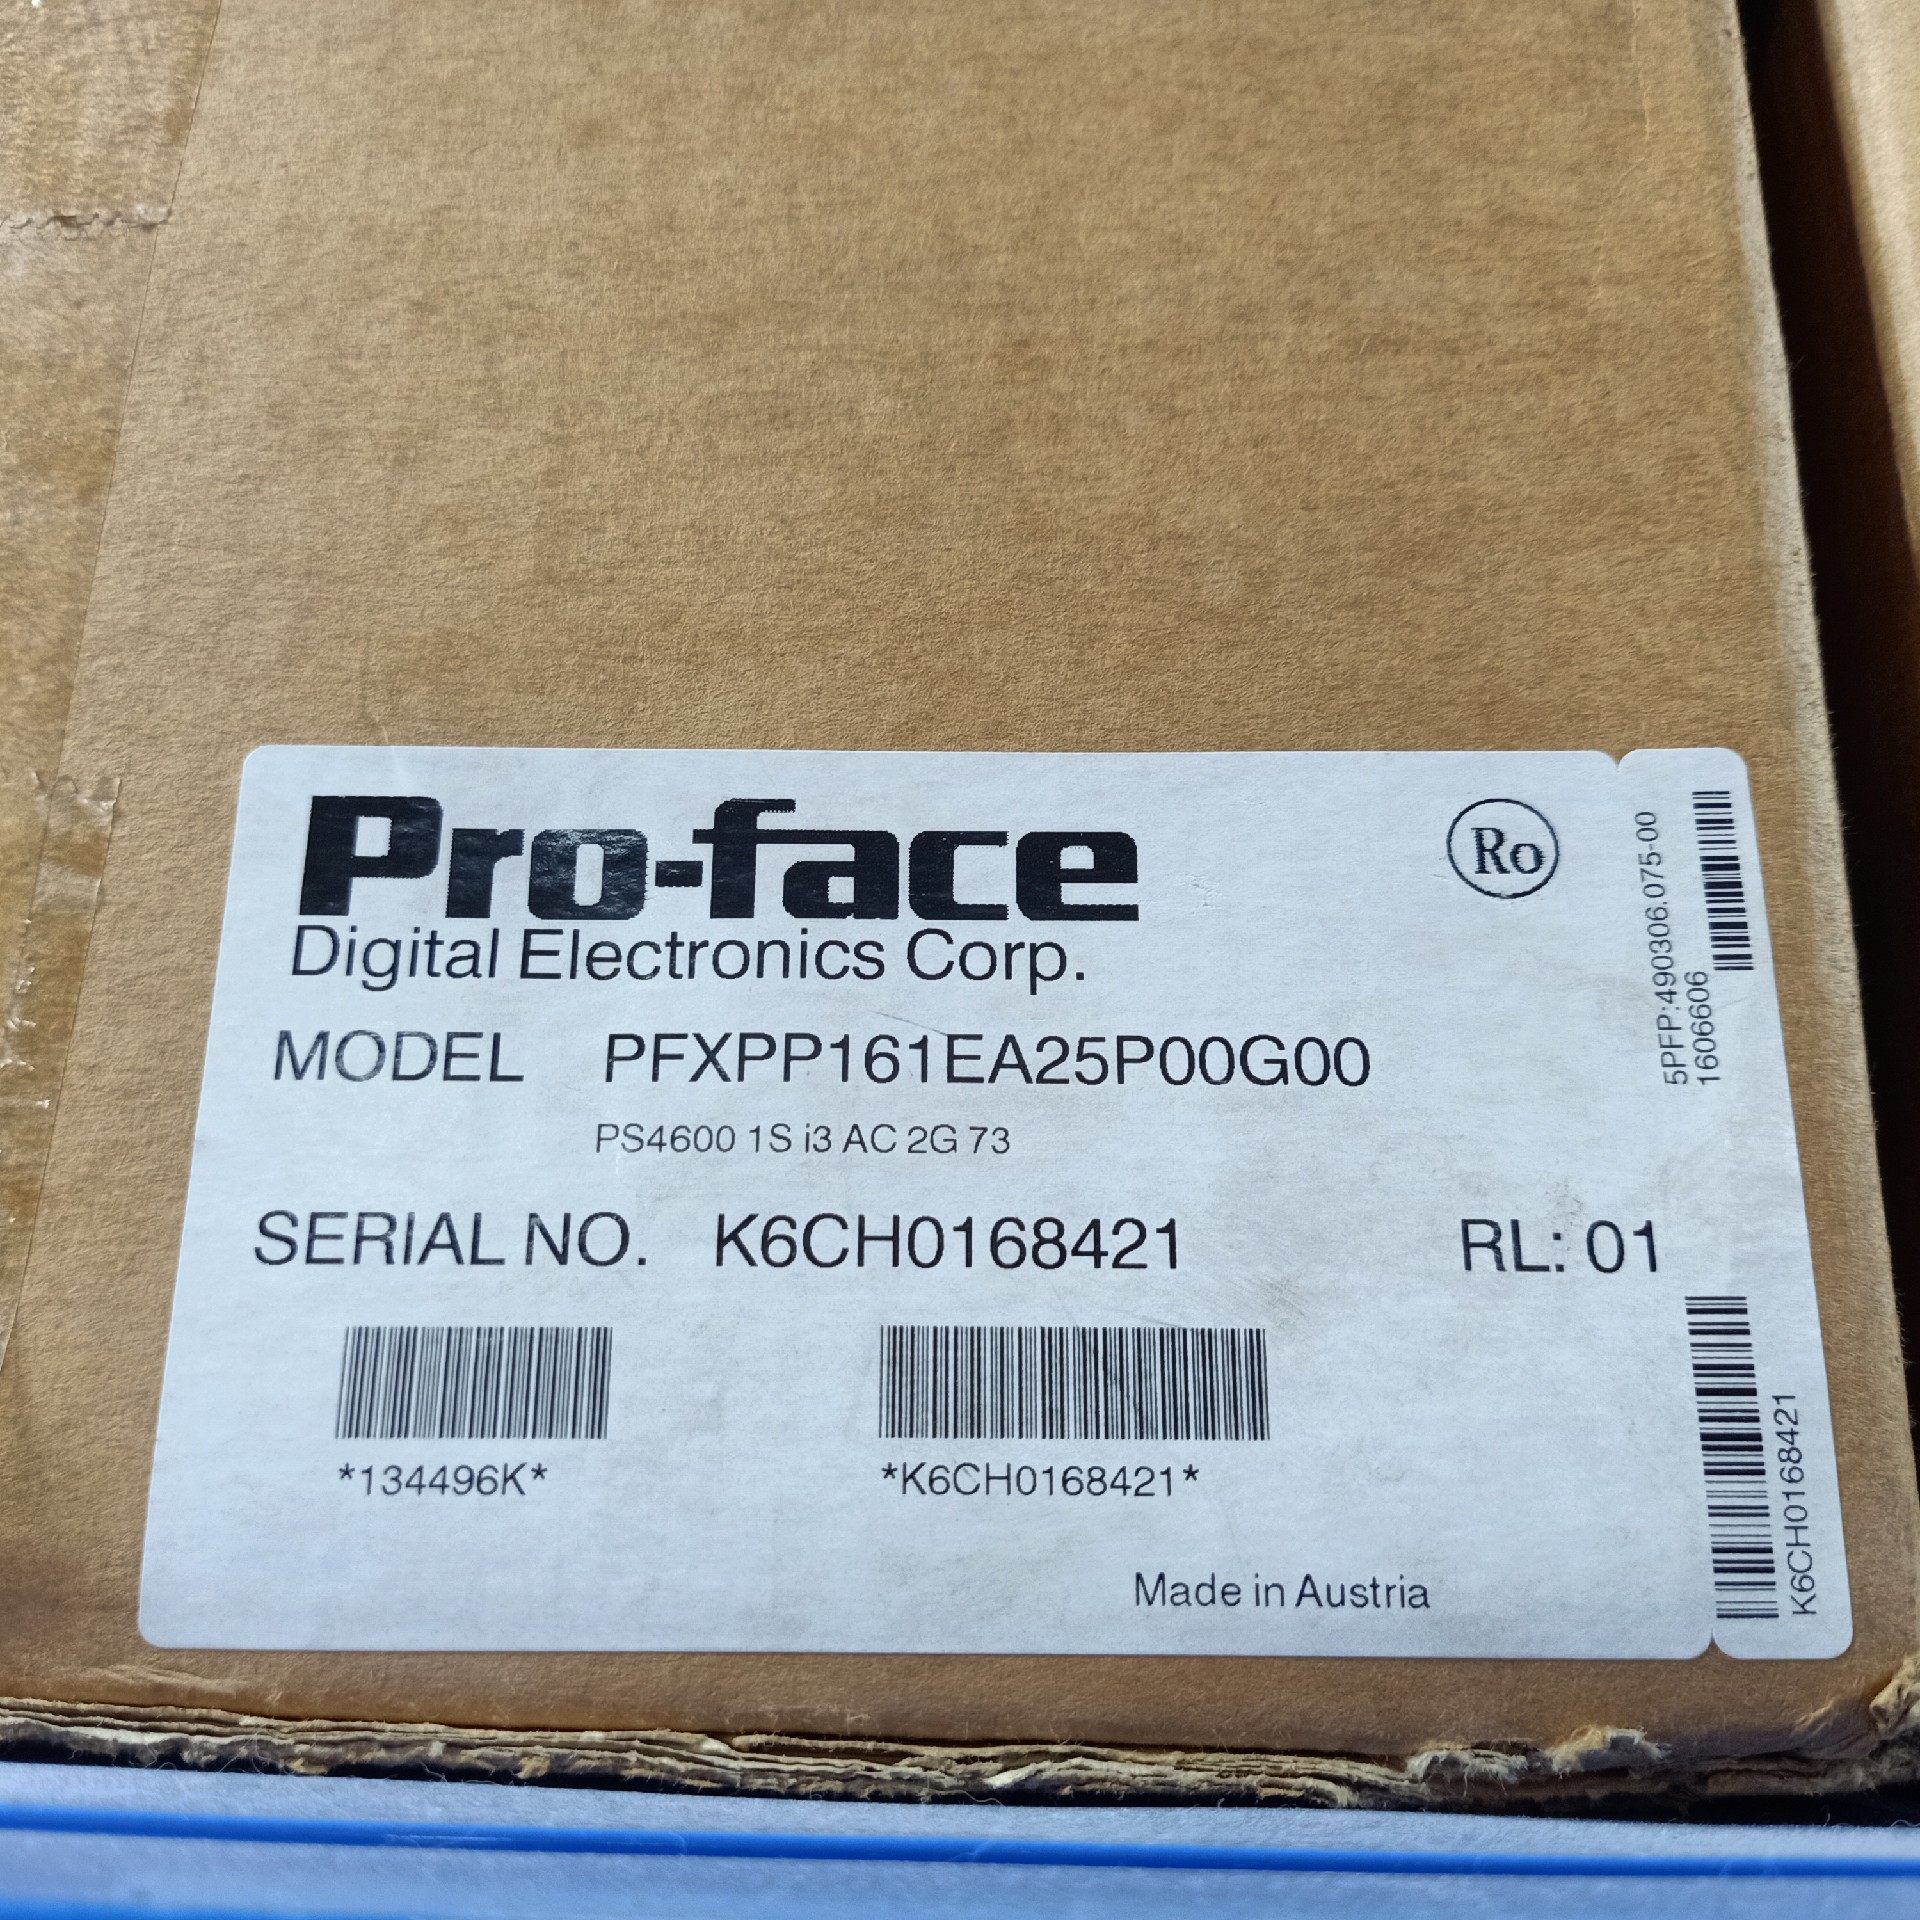 Pro-face
Digital Electronics Corp.
Ro
MODEL PFXPP161EA25P00G00
PS4600 1S i3 AC 2G 73
SERIAL NO. K6CH0168421 RL: 01
*134496K* *K6CH0168421*
Made in Austria
5PFP:490306.075-00
1606606
K6CH0168421